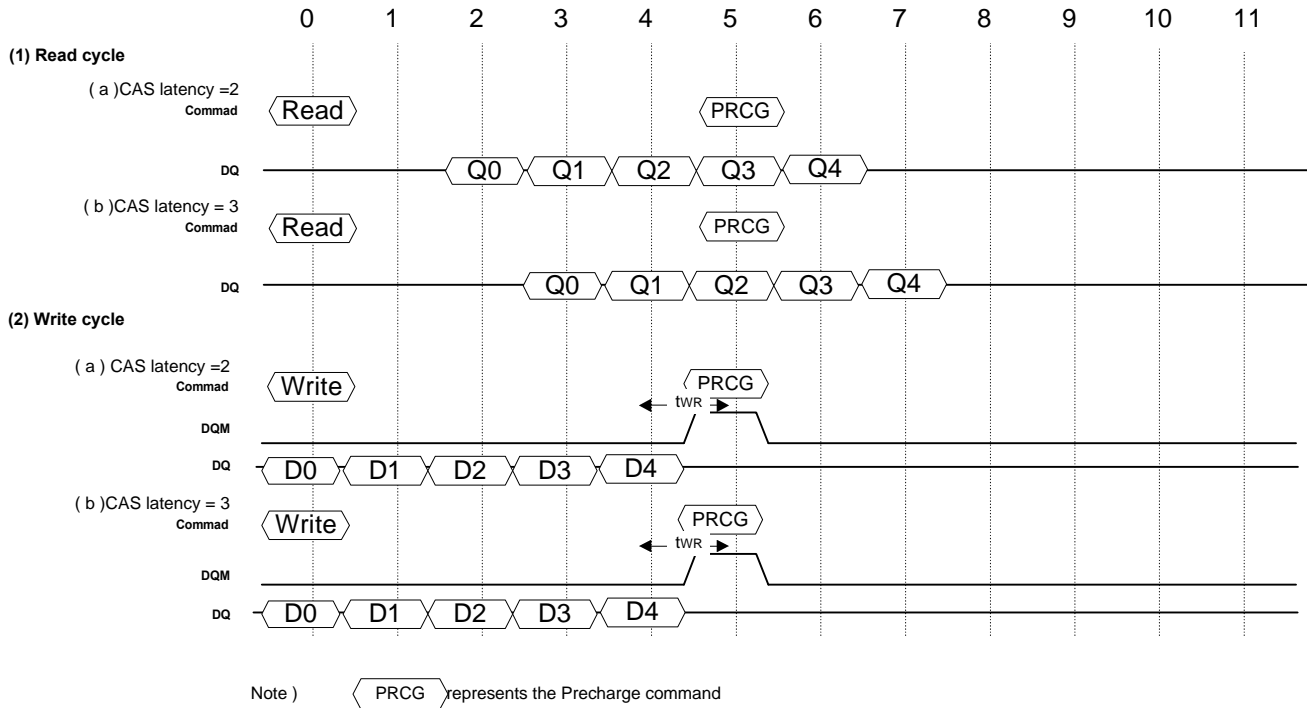 0 1 2 3 4 5 6 7 8 9 10 11
(1) Read cycle
( a )CAS latency =2
Commad Read PRCG
DQ Q0 Q1 Q2 Q3 Q4
( b )CAS latency = 3
Commad Read PRCG
DQ Q0 Q1 Q2 Q3 Q4
(2) Write cycle
( a ) CAS latency =2
Commad Write PRCG
tWR
DQM
DQ D0 D1 D2 D3 D4
( b )CAS latency = 3
Commad Write PRCG
tWR
DQM
DQ D0 D1 D2 D3 D4
Note ) PRCG represents the Precharge command